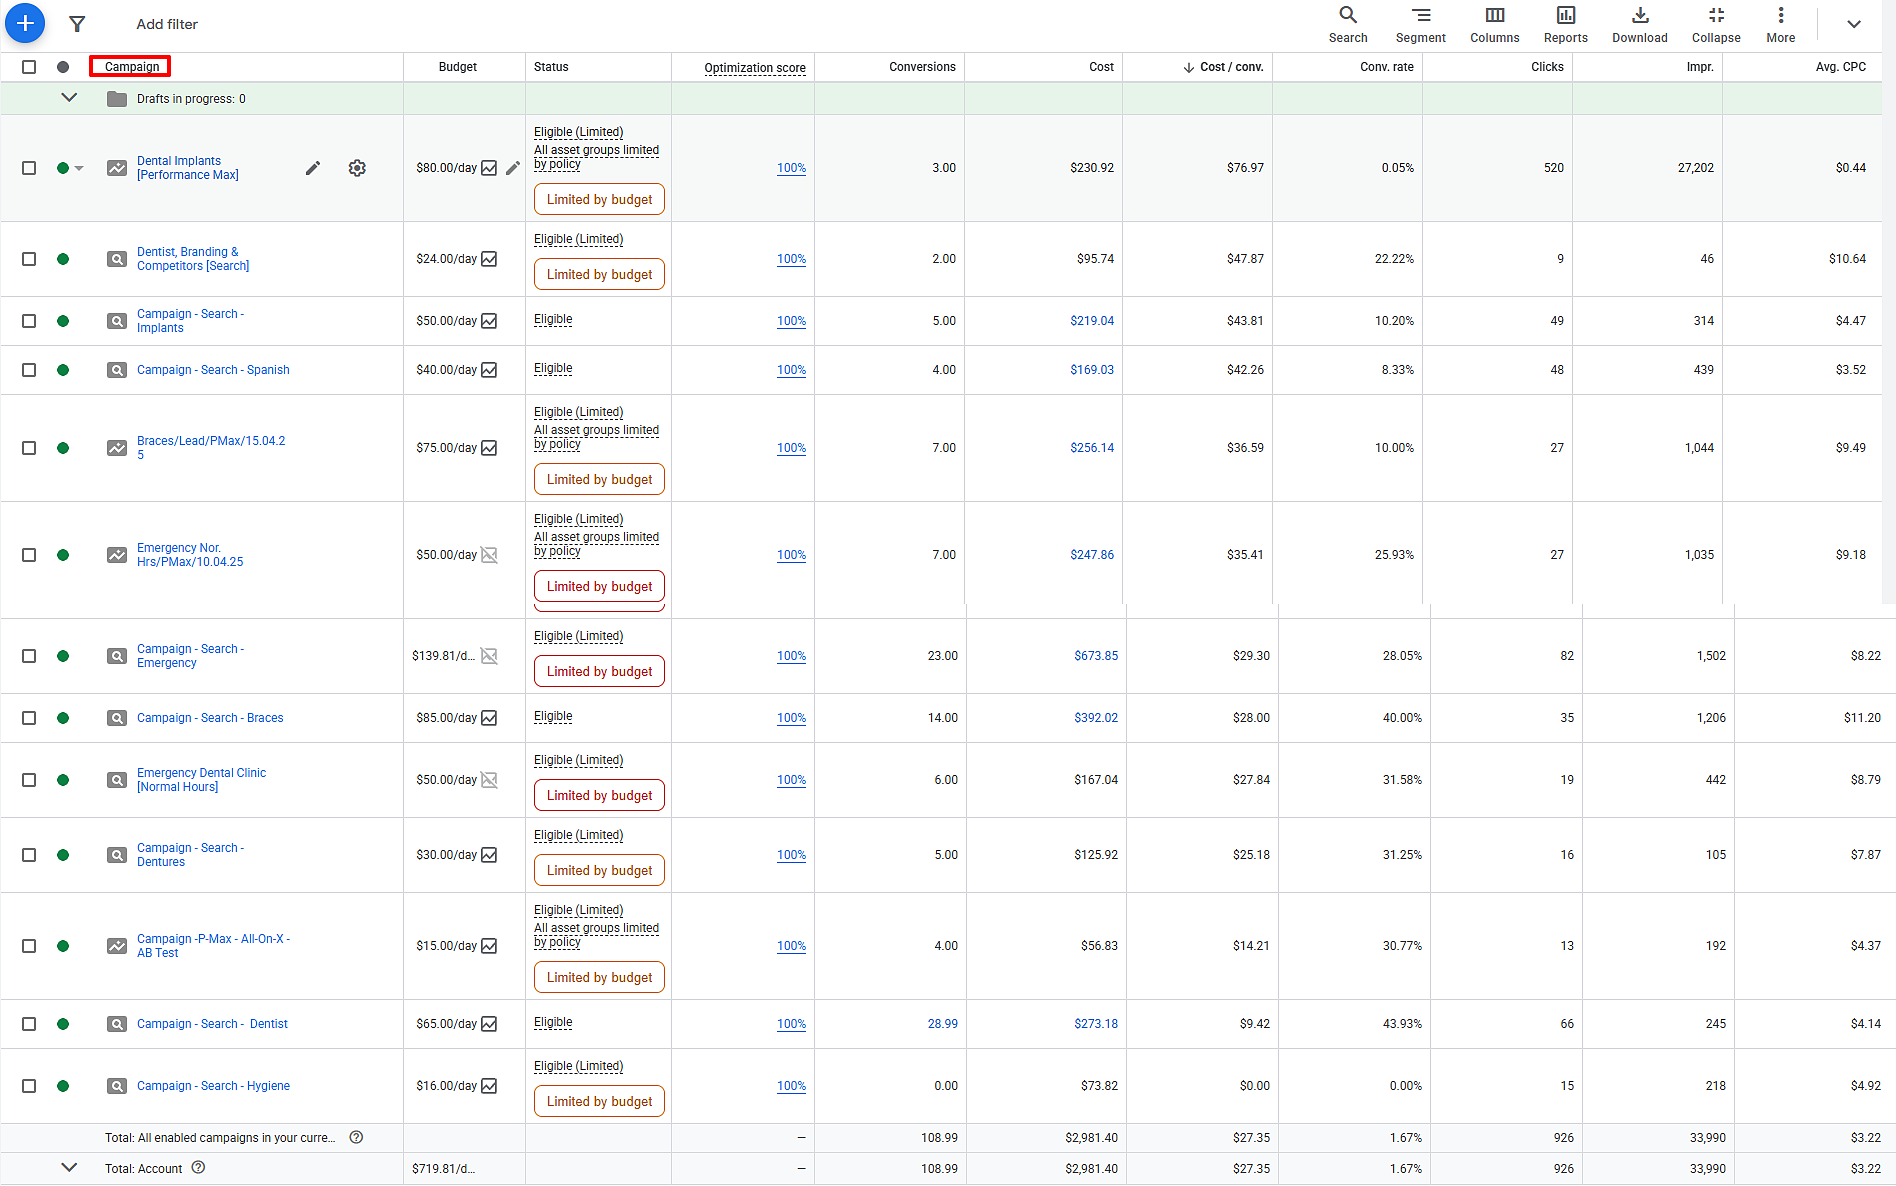 Add filter
Search Segment Columns Reports Download Collapse More
Campaign Budget Status Optimization score Conversions Cost Cost / conv. Conv. rate Clicks Impr. Avg. CPC
Drafts in progress: 0
Dental Implants
[Performance Max]
$80.00/day
Eligible (Limited)
All asset groups limited
by policy
Limited by budget
100% 3.00 $230.92 $76.97 0.05% 520 27,202 $0.44
Dentist, Branding &
Competitors [Search]
$24.00/day
Eligible (Limited)
Limited by budget
100% 2.00 $95.74 $47.87 22.22% 9 46 $10.64
Campaign - Search -
Implants
$50.00/day
Eligible
100% 5.00 $219.04 $43.81 10.20% 49 314 $4.47
Campaign - Search - Spanish
$40.00/day
Eligible
100% 4.00 $169.03 $42.26 8.33% 48 439 $3.52
Braces/Lead/PMax/15.04.2
5
$75.00/day
Eligible (Limited)
All asset groups limited
by policy
Limited by budget
100% 7.00 $256.14 $36.59 10.00% 27 1,044 $9.49
Emergency Nor.
Hrs/PMax/10.04.25
$50.00/day
Eligible (Limited)
All asset groups limited
by policy
Limited by budget
100% 7.00 $247.86 $35.41 25.93% 27 1,035 $9.18
Campaign - Search -
Emergency
$139.81/d...
Eligible (Limited)
Limited by budget
100% 23.00 $673.85 $29.30 28.05% 82 1,502 $8.22
Campaign - Search - Braces
$85.00/day
Eligible
100% 14.00 $392.02 $28.00 40.00% 35 1,206 $11.20
Emergency Dental Clinic
[Normal Hours]
$50.00/day
Eligible (Limited)
Limited by budget
100% 6.00 $167.04 $27.84 31.58% 19 442 $8.79
Campaign - Search -
Dentures
$30.00/day
Eligible (Limited)
Limited by budget
100% 5.00 $125.92 $25.18 31.25% 16 105 $7.87
Campaign -P-Max - All-On-X -
AB Test
$15.00/day
Eligible (Limited)
All asset groups limited
by policy
Limited by budget
100% 4.00 $56.83 $14.21 30.77% 13 192 $4.37
Campaign - Search - Dentist
$65.00/day
Eligible
100% 28.99 $273.18 $9.42 43.93% 66 245 $4.14
Campaign - Search - Hygiene
$16.00/day
Eligible (Limited)
Limited by budget
100% 0.00 $73.82 $0.00 0.00% 15 218 $4.92
Total: All enabled campaigns in your curre... – 108.99 $2,981.40 $27.35 1.67% 926 33,990 $3.22
Total: Account $719.81/d... – 108.99 $2,981.40 $27.35 1.67% 926 33,990 $3.22